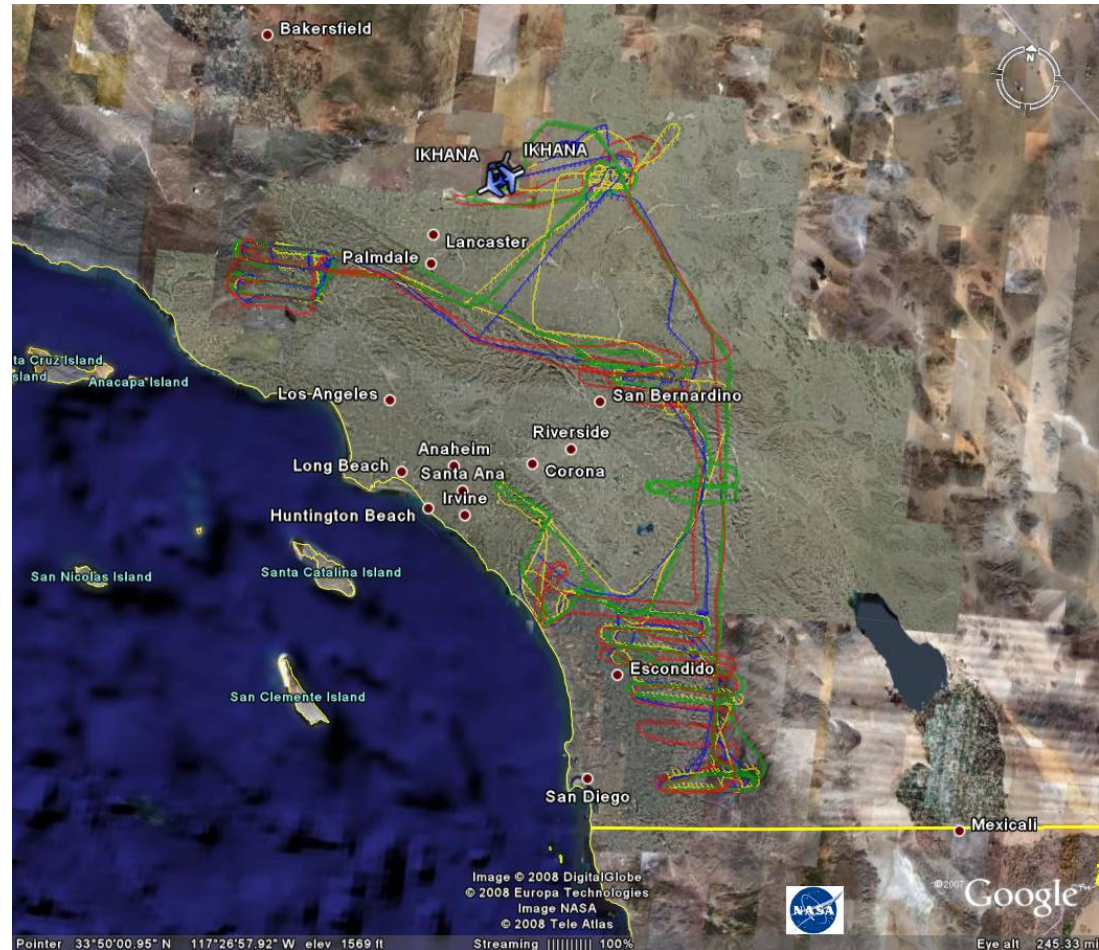 Bakersfield
N
IKHANA
IKHANA
Lancaster
Palmdale
ta Cruz Island
sland
Anacapa Island
Los Angeles
San Bernardino
Riverside
Anaheim
Corona
Long Beach
Santa Ana
Irvine
Huntington Beach
San Nicolas Island
Santa Catalina Island
Escondido
San Clemente Island
San Diego
Mexicali
Image © 2008 DigitalGlobe
© 2008 Europa Technologies
Image NASA
© 2008 Tele Atlas
NASA
©2007 Google™
Pointer 33°50'00.95" N 117°26'57.92" W elev 1569 ft Streaming |||||||||| 100% Eye alt 245.33 mi